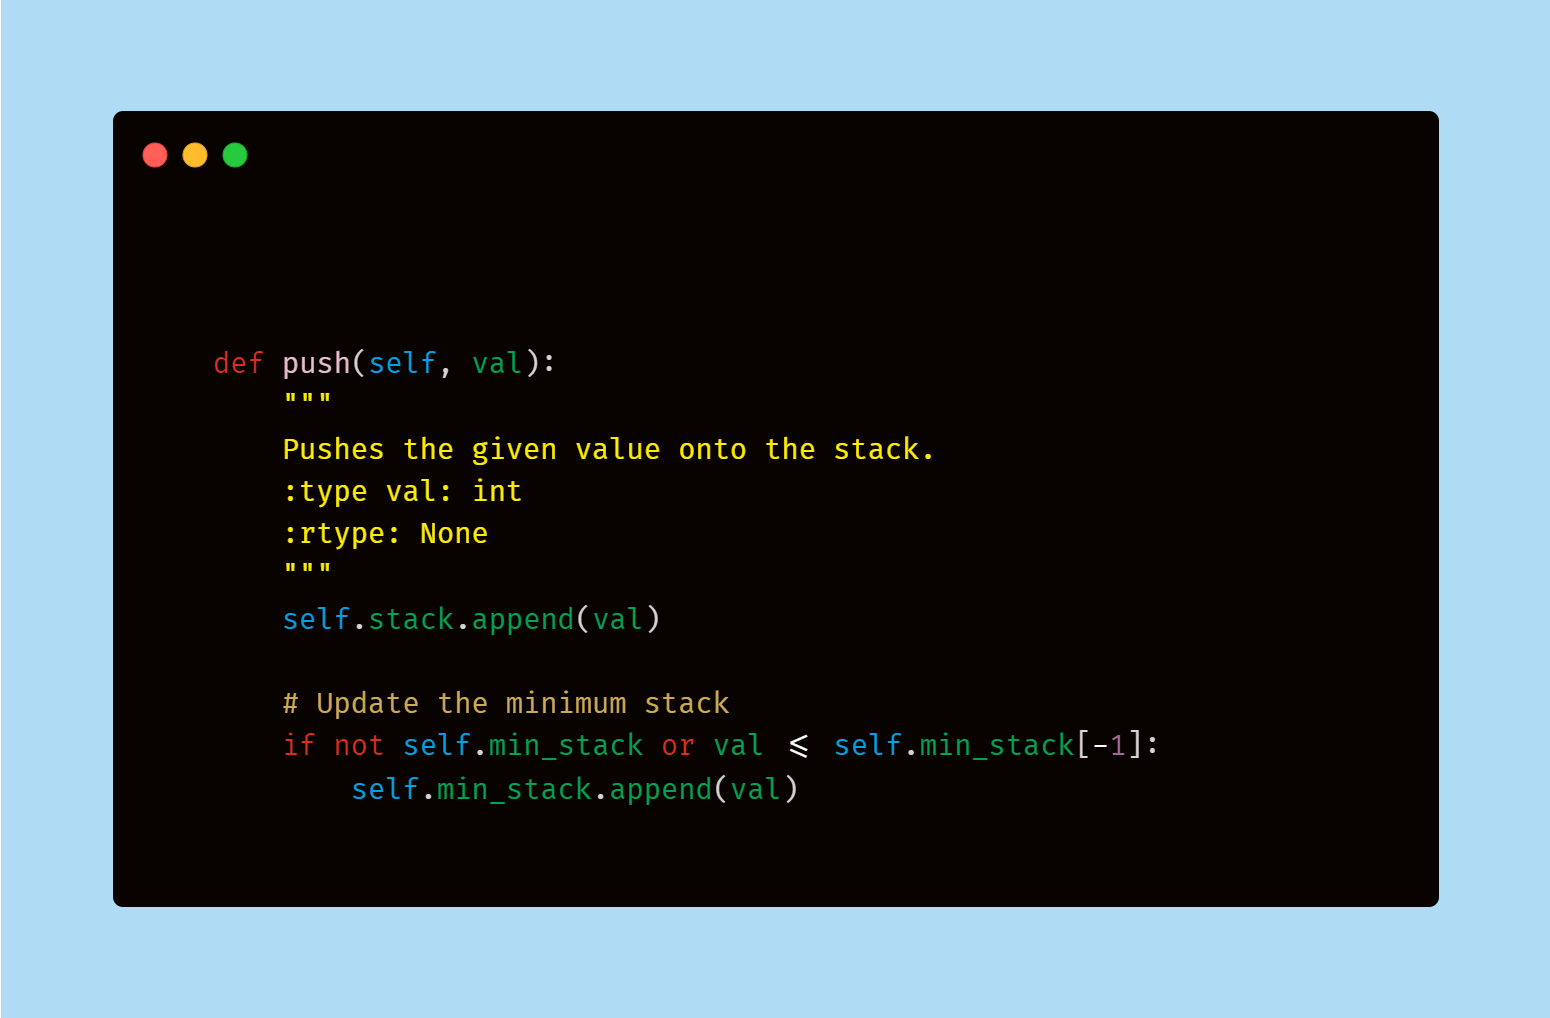 def push(self, val):
    """
    Pushes the given value onto the stack.
    :type val: int
    :rtype: None
    """
    self.stack.append(val)

    # Update the minimum stack
    if not self.min_stack or val <= self.min_stack[-1]:
        self.min_stack.append(val)